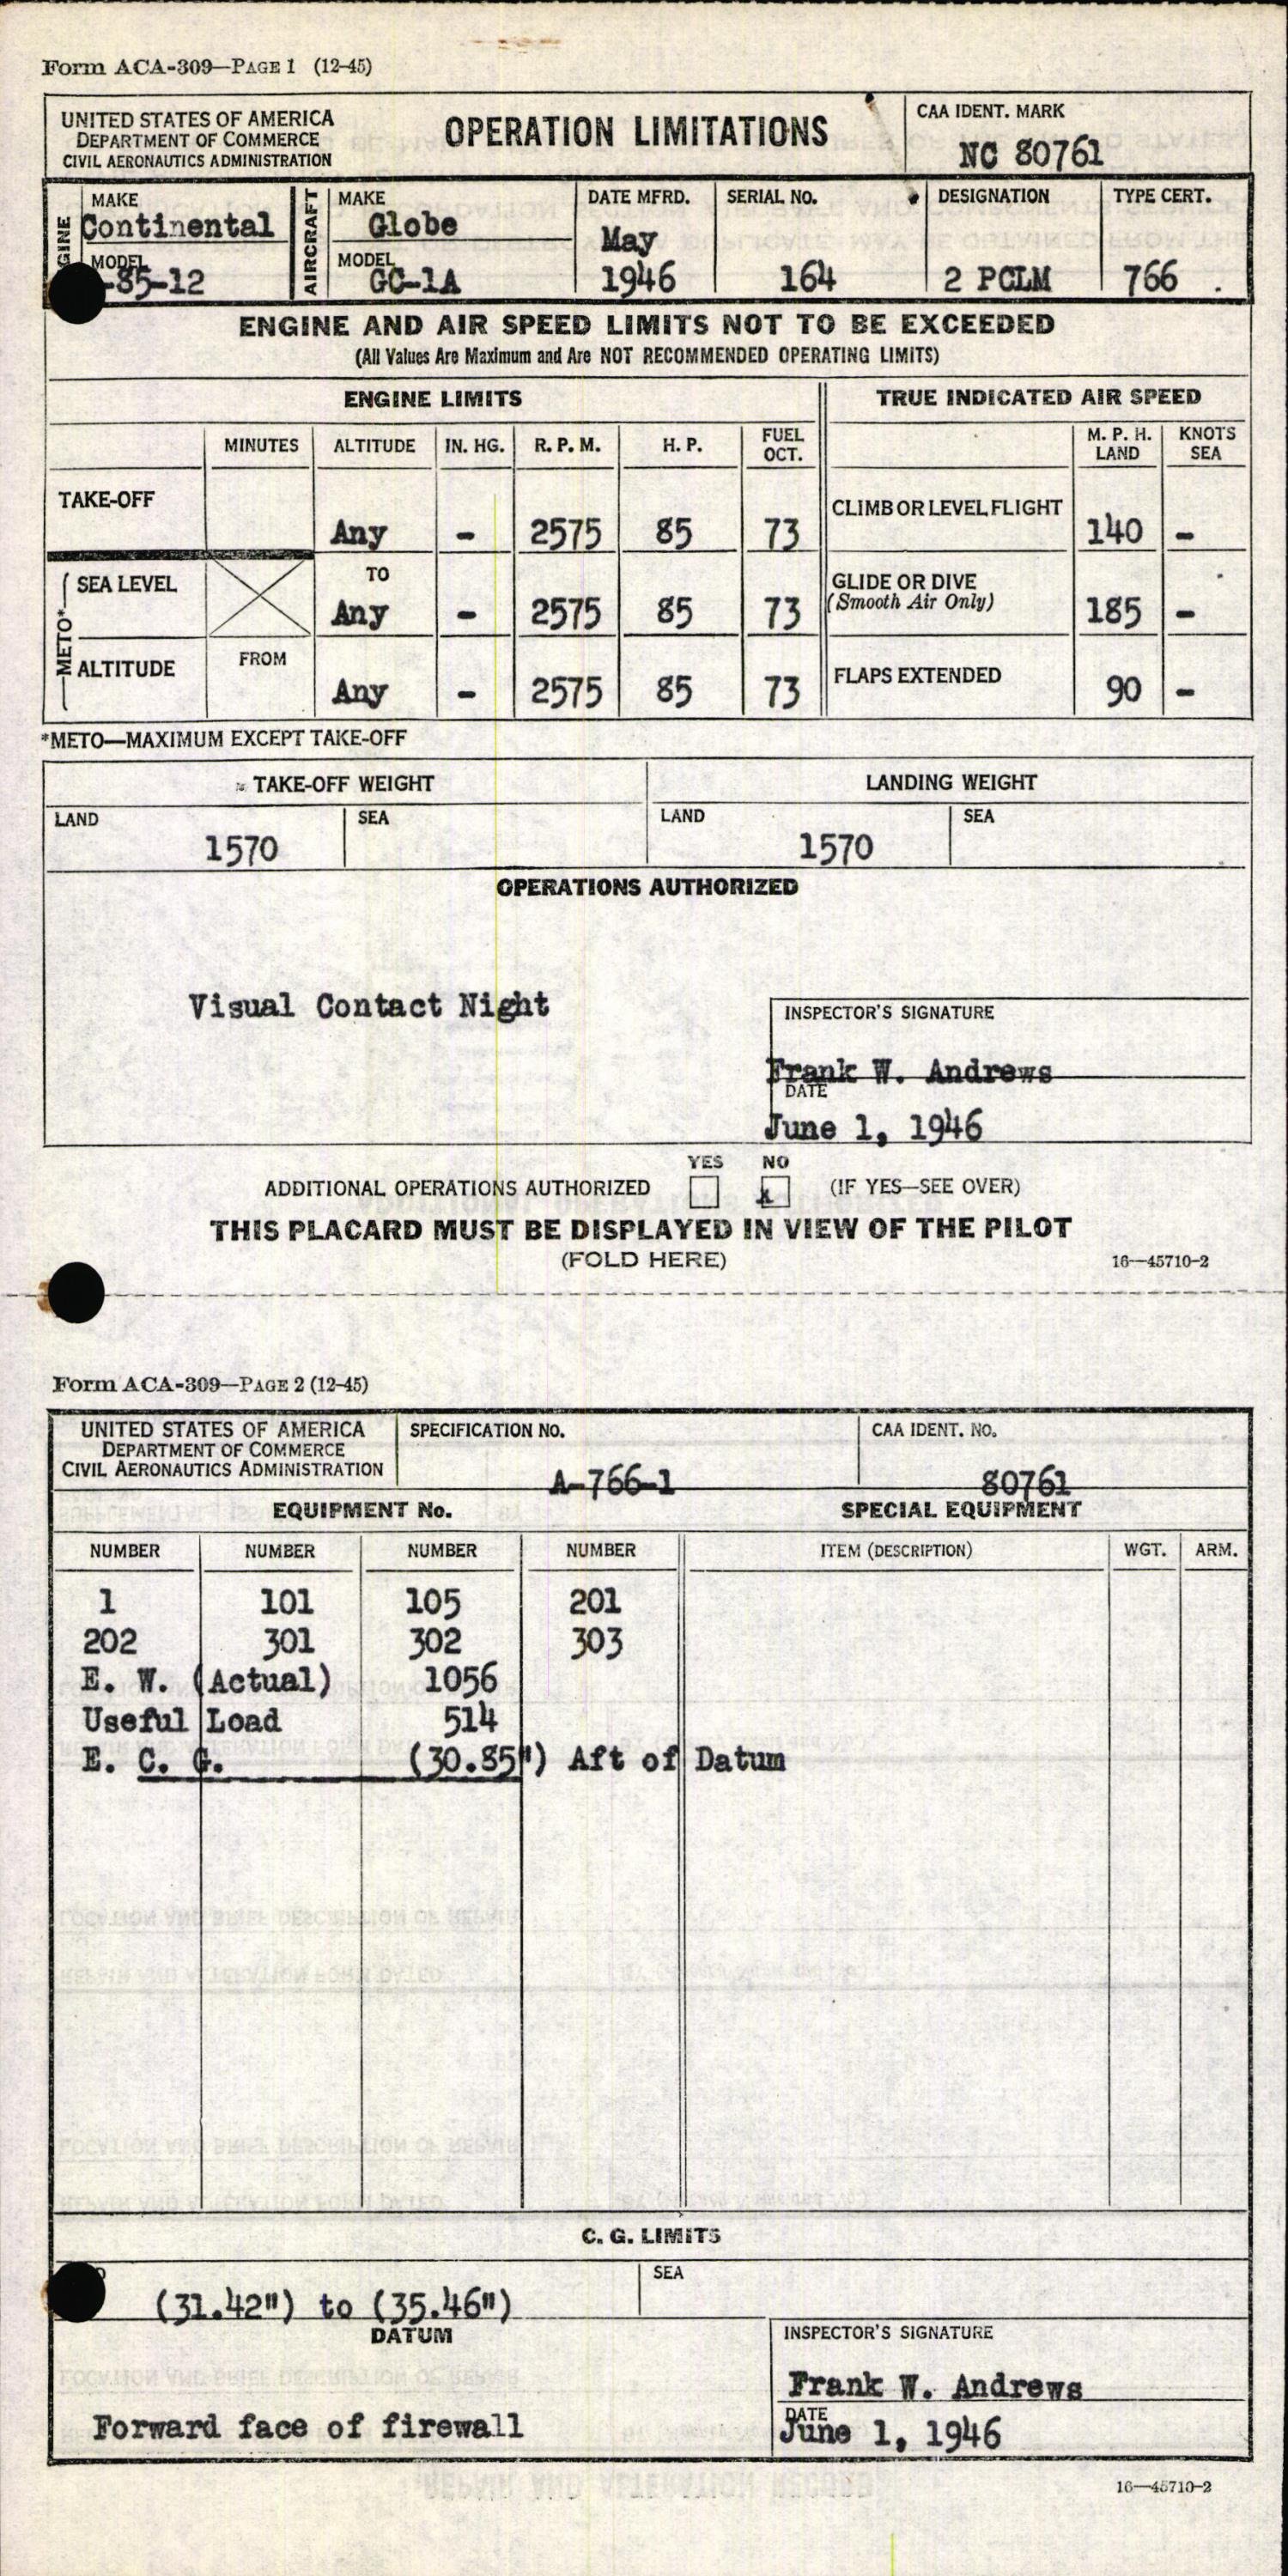 Form ACA-309—PAGE 1 (12-45)
UNITED STATES OF AMERICA
DEPARTMENT OF COMMERCE
CIVIL AERONAUTICS ADMINISTRATION
OPERATION LIMITATIONS
CAA IDENT. MARK
NC 80761
MAKE
Continental
MODEL
-85-12
AIRCRAFT
MAKE
Globe
MODEL
GC-1A
DATE MFRD.
May
1946
SERIAL NO.
164
DESIGNATION
2 PCLM
TYPE CERT.
766
ENGINE AND AIR SPEED LIMITS NOT TO BE EXCEEDED
(All Values Are Maximum and Are NOT RECOMMENDED OPERATING LIMITS)
ENGINE LIMITS TRUE INDICATED AIR SPEED
MINUTES ALTITUDE IN. HG. R. P. M. H. P. FUEL OCT. M. P. H. LAND KNOTS SEA
TAKE-OFF Any - 2575 85 73 CLIMB OR LEVEL FLIGHT 140 -
METO*
SEA LEVEL TO Any - 2575 85 73 GLIDE OR DIVE (Smooth Air Only) 185 -
ALTITUDE FROM Any - 2575 85 73 FLAPS EXTENDED 90 -
*METO—MAXIMUM EXCEPT TAKE-OFF
TAKE-OFF WEIGHT LANDING WEIGHT
LAND SEA LAND SEA
1570 1570
OPERATIONS AUTHORIZED
Visual Contact Night
INSPECTOR'S SIGNATURE
Frank W. Andrews
DATE
June 1, 1946
YES NO
ADDITIONAL OPERATIONS AUTHORIZED x (IF YES—SEE OVER)
THIS PLACARD MUST BE DISPLAYED IN VIEW OF THE PILOT
(FOLD HERE) 16—45710-2
Form ACA-309—PAGE 2 (12-45)
UNITED STATES OF AMERICA
DEPARTMENT OF COMMERCE
CIVIL AERONAUTICS ADMINISTRATION
SPECIFICATION NO.
A-766-1
CAA IDENT. NO.
80761
EQUIPMENT No. SPECIAL EQUIPMENT
NUMBER NUMBER NUMBER NUMBER ITEM (DESCRIPTION) WGT. ARM.
1 101 105 201
202 301 302 303
E. W. (Actual) 1056
Useful Load 514
E. C. G. (30.85") Aft of Datum
C. G. LIMITS
SEA
(31.42") to (35.46")
DATUM
Forward face of firewall
INSPECTOR'S SIGNATURE
Frank W. Andrews
DATE
June 1, 1946
16—45710-2